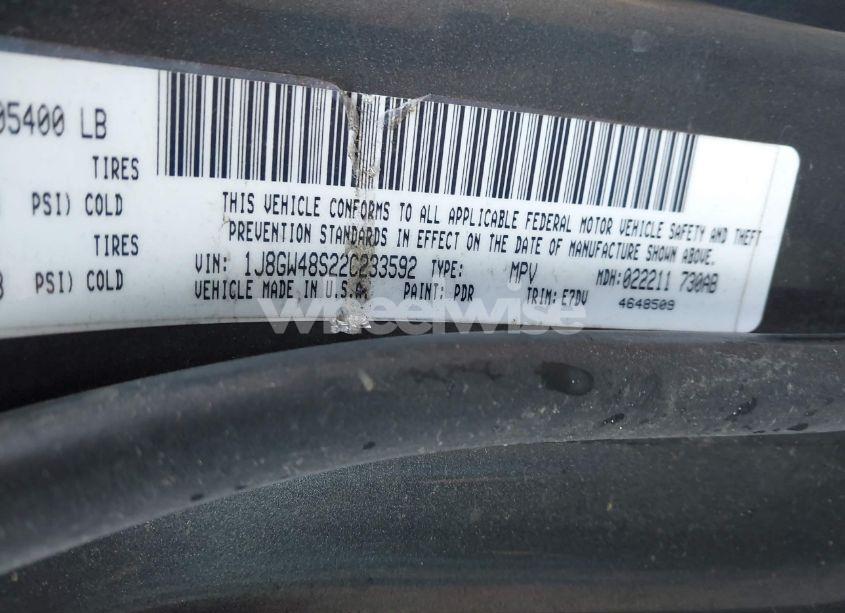 05400 LB
TIRES
PSI) COLD
TIRES
PSI) COLD
THIS VEHICLE CONFORMS TO ALL APPLICABLE FEDERAL MOTOR VEHICLE SAFETY AND THEFT
PREVENTION STANDARDS IN EFFECT ON THE DATE OF MANUFACTURE SHOWN ABOVE.
VIN: 1J8GW48S22C233592 TYPE: MPV MDH:022211 730AB
VEHICLE MADE IN U.S.A. PAINT: PDR TRIM: E7DV 4648509
wheelwise